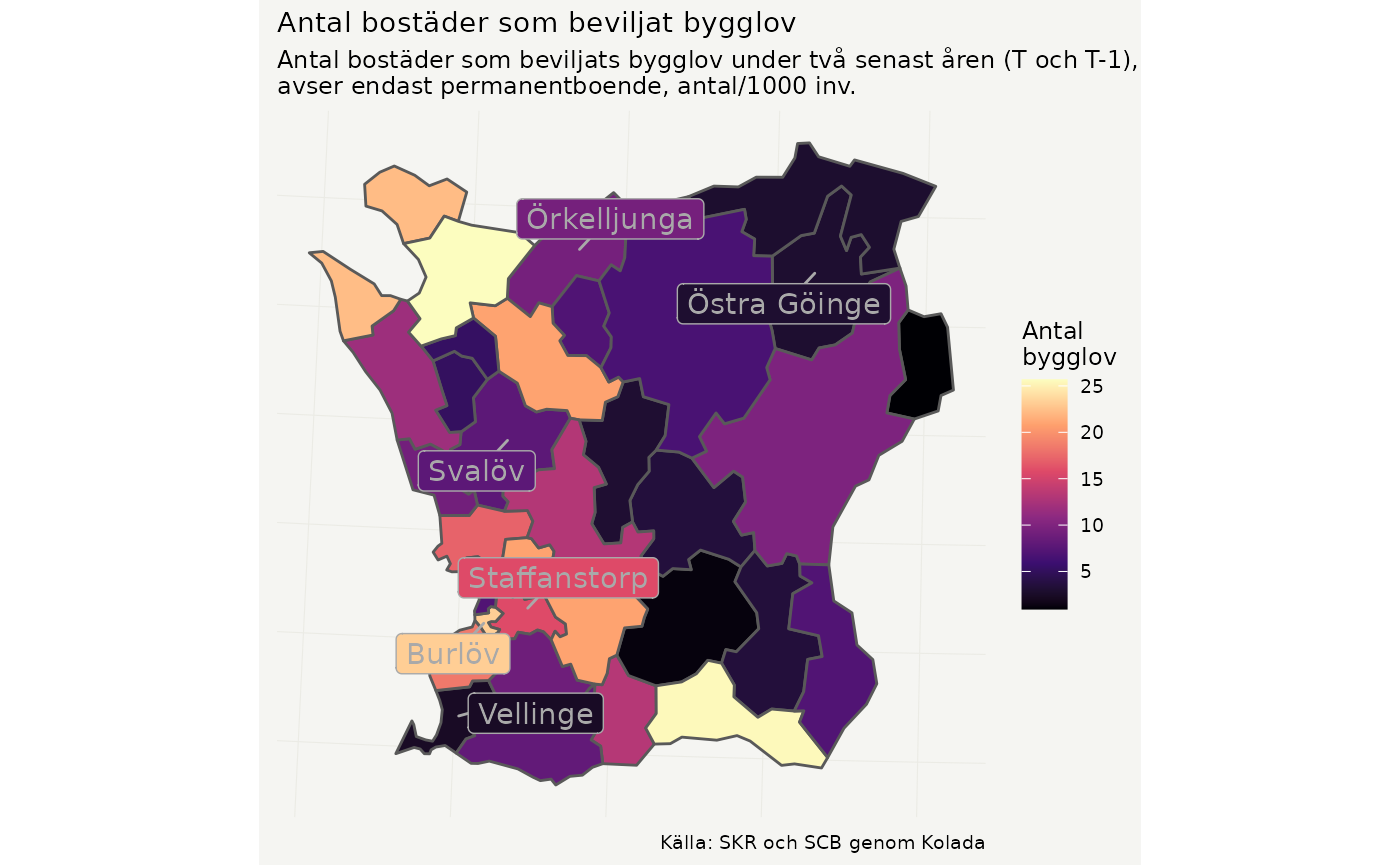 Antal bostäder som beviljat bygglov
Antal bostäder som beviljats bygglov under två senast åren (T och T-1),
avser endast permanentboende, antal/1000 inv.
Örkelljunga
Östra Göinge
Svalöv
Staffanstorp
Burlöv
Vellinge
Antal
bygglov
25
20
15
10
5
Källa: SKR och SCB genom Kolada